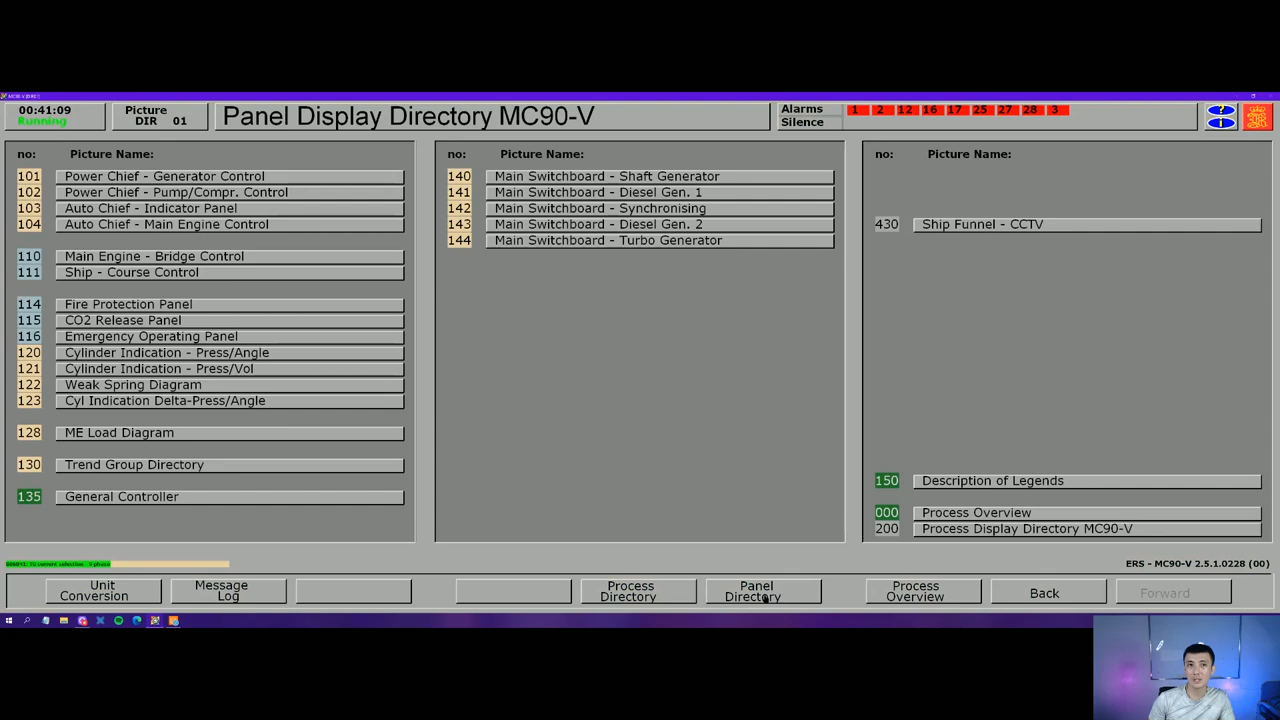 00:41:09
Running
Picture
DIR 01
Panel Display Directory MC90-V
Alarms
Silence
1 2 12 16 17 25 27 28 3
no: Picture Name:
101 Power Chief - Generator Control
102 Power Chief - Pump/Compr. Control
103 Auto Chief - Indicator Panel
104 Auto Chief - Main Engine Control
110 Main Engine - Bridge Control
111 Ship - Course Control
114 Fire Protection Panel
115 CO2 Release Panel
116 Emergency Operating Panel
120 Cylinder Indication - Press/Angle
121 Cylinder Indication - Press/Vol
122 Weak Spring Diagram
123 Cyl Indication Delta-Press/Angle
128 ME Load Diagram
130 Trend Group Directory
135 General Controller
no: Picture Name:
140 Main Switchboard - Shaft Generator
141 Main Switchboard - Diesel Gen. 1
142 Main Switchboard - Synchronising
143 Main Switchboard - Diesel Gen. 2
144 Main Switchboard - Turbo Generator
no: Picture Name:
430 Ship Funnel - CCTV
150 Description of Legends
000 Process Overview
200 Process Display Directory MC90-V
ERS - MC90-V 2.5.1.0228 (00)
Unit
Conversion
Message
Log
Process
Directory
Panel
Directory
Process
Overview
Back
Forward